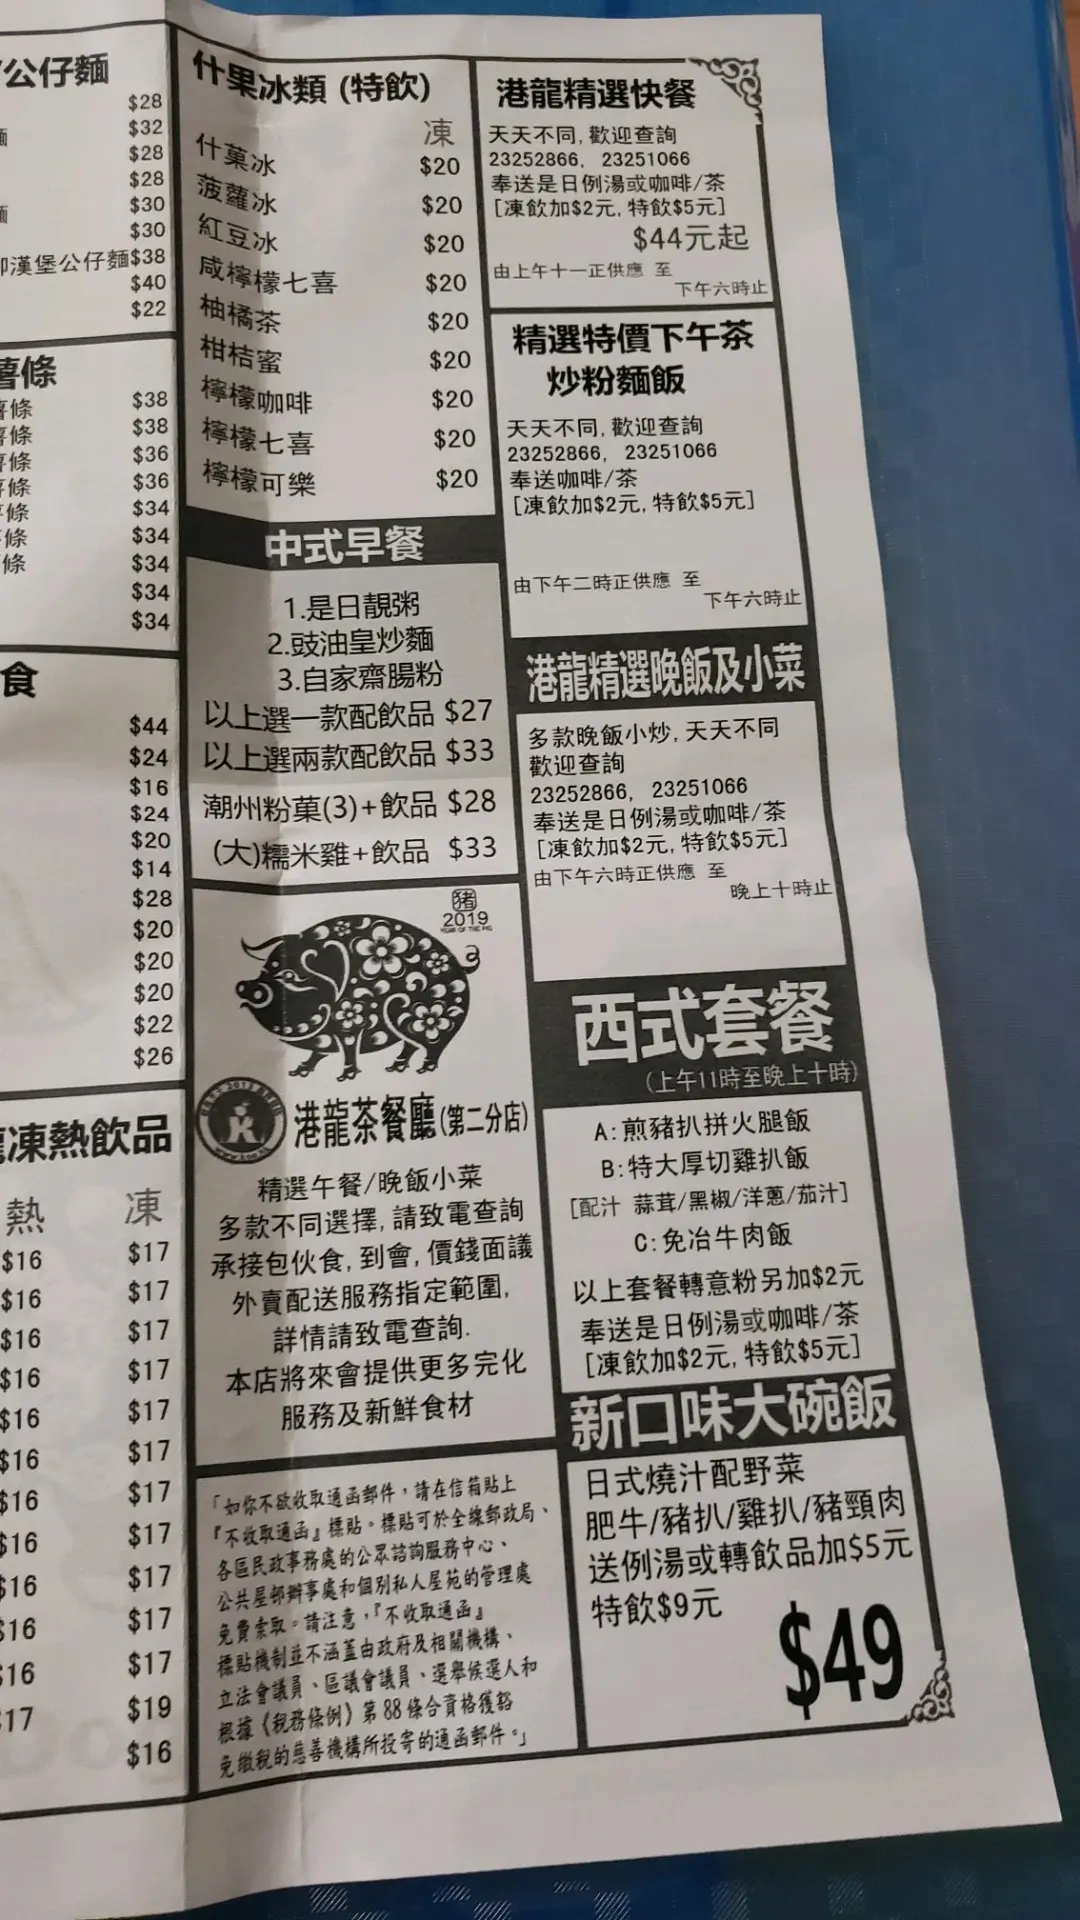 公仔麵
$28
$32
麵 $28
$28
$30
麵 $30
漢堡公仔麵$38
$40
$22
薯條
薯條 $38
薯條 $38
薯條 $36
薯條 $36
條 $34
條 $34
條 $34
$34
$34
食
$44
$24
$16
$24
$20
$14
$28
$20
$20
$20
$22
$26
凍熱飲品
熱 凍
$16 $17
$16 $17
$16 $17
$16 $17
$16 $17
$16 $17
$16 $17
$16 $17
$16 $17
$16 $17
$16 $17
17 $19
$16
什果冰類 (特飲)
凍
什菓冰 $20
菠蘿冰 $20
紅豆冰 $20
咸檸檬七喜 $20
柚橘茶 $20
柑桔蜜 $20
檸檬咖啡 $20
檸檬七喜 $20
檸檬可樂 $20
中式早餐
1.是日靚粥
2.豉油皇炒麵
3.自家齋腸粉
以上選一款配飲品 $27
以上選兩款配飲品 $33
潮州粉菓(3)+飲品 $28
(大)糯米雞+飲品 $33
豬
2019
YEAR OF THE PIG
2013
K
港龍茶餐廳(第二分店)
精選午餐/晚飯小菜
多款不同選擇,請致電查詢
承接包伙食,到會,價錢面議
外賣配送服務指定範圍,
詳情請致電查詢.
本店將來會提供更多完化
服務及新鮮食材
「如你不欲收取通函郵件，請在信箱貼上
『不收取通函』標貼。標貼可於全線郵政局、
各區民政事務處的公眾諮詢服務中心、
公共屋邨辦事處和個別私人屋苑的管理處
免費索取。請注意，『不收取通函』
標貼機制並不涵蓋由政府及相關機構、
立法會議員、區議會議員、選舉候選人和
根據《稅務條例》第 88 條合資格獲豁
免繳稅的慈善機構所投寄的通函郵件。」
港龍精選快餐
天天不同,歡迎查詢
23252866, 23251066
奉送是日例湯或咖啡/茶
[凍飲加$2元,特飲$5元]
$44元起
由上午十一正供應 至
下午六時止
精選特價下午茶
炒粉麵飯
天天不同,歡迎查詢
23252866, 23251066
奉送咖啡/茶
[凍飲加$2元,特飲$5元]
由下午二時正供應 至
下午六時止
港龍精選晚飯及小菜
多款晚飯小炒,天天不同
歡迎查詢
23252866, 23251066
奉送是日例湯或咖啡/茶
[凍飲加$2元,特飲$5元]
由下午六時正供應 至
晚上十時止
西式套餐
(上午11時至晚上十時)
A:煎豬扒拼火腿飯
B:特大厚切雞扒飯
[配汁 蒜茸/黑椒/洋蔥/茄汁]
C:免治牛肉飯
以上套餐轉意粉另加$2元
奉送是日例湯或咖啡/茶
[凍飲加$2元,特飲$5元]
新口味大碗飯
日式燒汁配野菜
肥牛/豬扒/雞扒/豬頸肉
送例湯或轉飲品加$5元
特飲$9元
$49